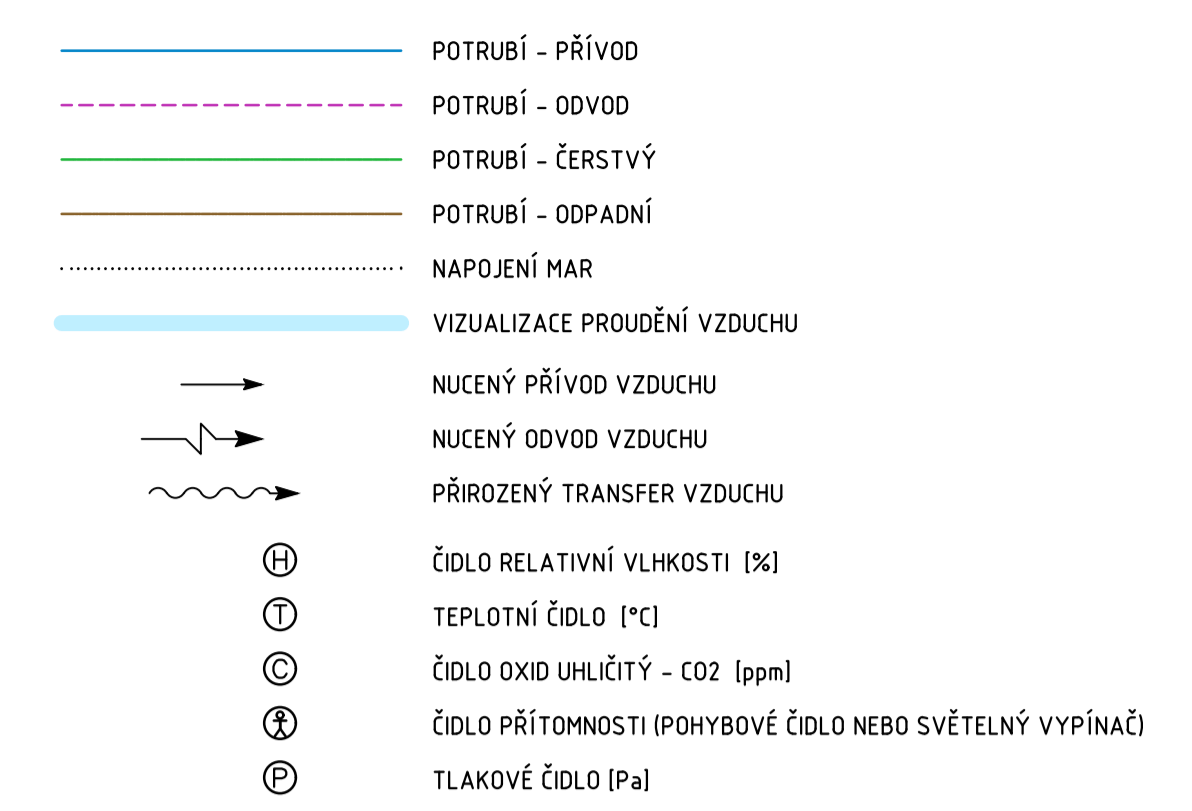 POTRUBÍ – PŘÍVOD
POTRUBÍ – ODVOD
POTRUBÍ – ČERSTVÝ
POTRUBÍ – ODPADNÍ
NAPOJENÍ MAR
VIZUALIZACE PROUDĚNÍ VZDUCHU
NUCENÝ PŘÍVOD VZDUCHU
NUCENÝ ODVOD VZDUCHU
PŘIROZENÝ TRANSFER VZDUCHU
H ČIDLO RELATIVNÍ VLHKOSTI [%]
T TEPLOTNÍ ČIDLO [°C]
C ČIDLO OXID UHLIČITÝ – CO2 [ppm]
ČIDLO PŘÍTOMNOSTI (POHYBOVÉ ČIDLO NEBO SVĚTELNÝ VYPÍNAČ)
P TLAKOVÉ ČIDLO [Pa]